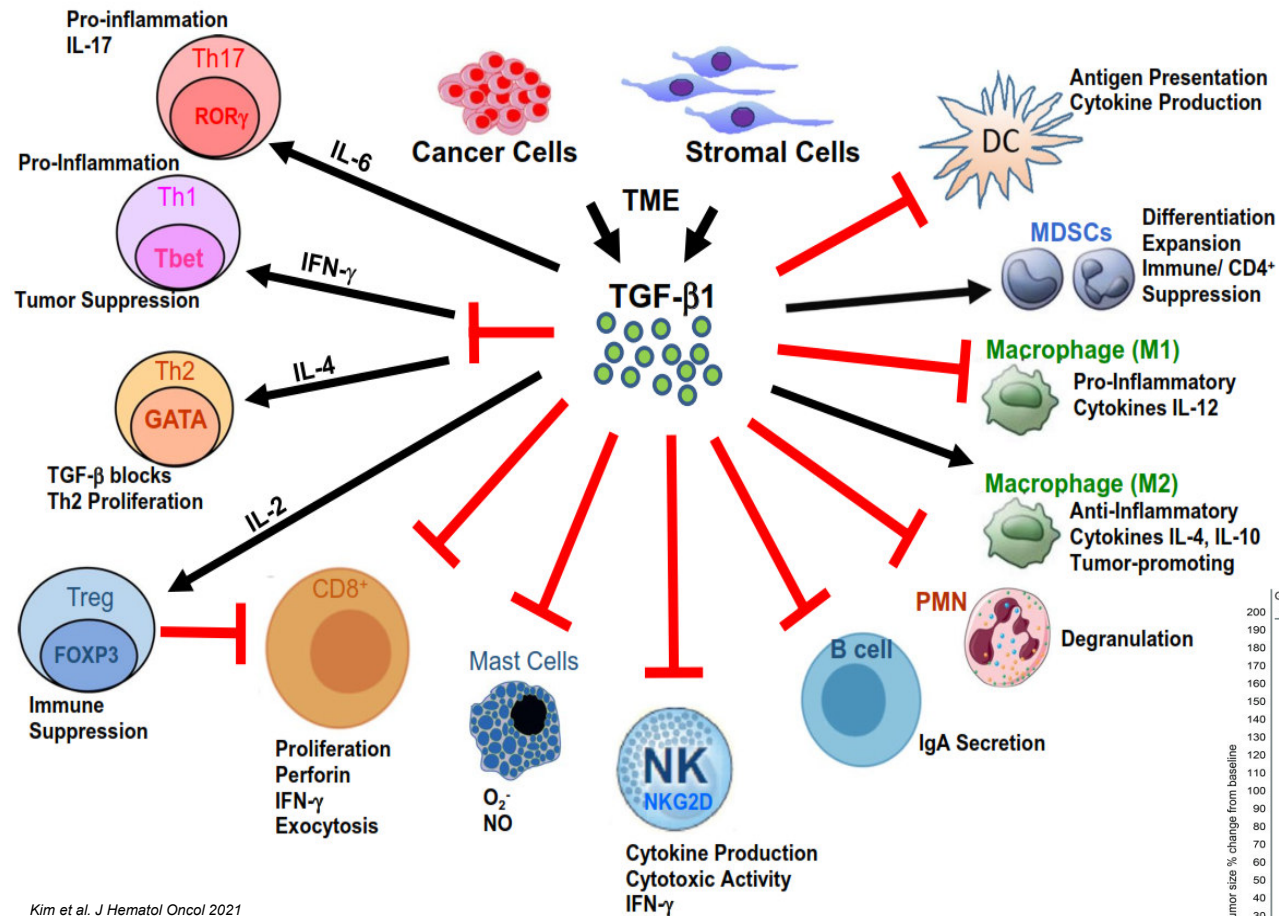 Pro-inflammation
IL-17
Th17
RORγ
IL-6
Cancer Cells
Stromal Cells
TME
TGF-β1
DC
Antigen Presentation
Cytokine Production
Pro-Inflammation
Th1
Tbet
IFN-γ
Tumor Suppression
MDSCs
Differentiation
Expansion
Immune/ CD4⁺
Suppression
Macrophage (M1)
Pro-Inflammatory
Cytokines IL-12
Th2
GATA
IL-4
TGF-β blocks
Th2 Proliferation
IL-2
Macrophage (M2)
Anti-Inflammatory
Cytokines IL-4, IL-10
Tumor-promoting
Treg
FOXP3
Immune
Suppression
CD8⁺
Proliferation
Perforin
IFN-γ
Exocytosis
Mast Cells
O₂⁻
NO
NK
NKG2D
Cytokine Production
Cytotoxic Activity
IFN-γ
B cell
IgA Secretion
PMN
Degranulation
200
190
180
170
160
150
140
130
120
110
100
90
80
70
60
50
40
30
size % change from baseline
Kim et al. J Hematol Oncol 2021